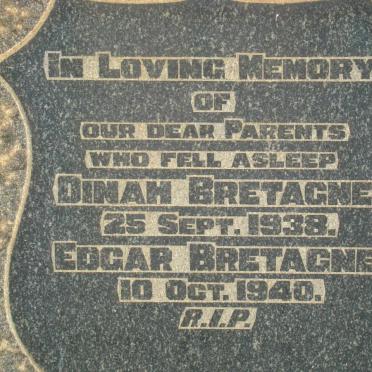 In Loving Memory
OF
OUR DEAR PARENTS
WHO FELL ASLEEP
DINAH BRETAGNE
25 SEPT. 1938.
EDGAR BRETAGNE
10 OCT. 1940.
R.I.P.